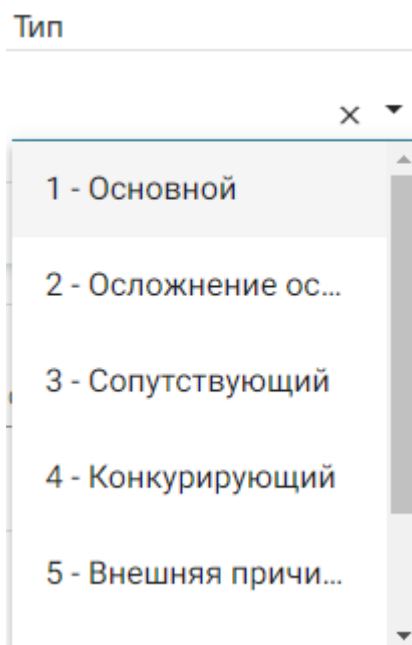 Тип
1 - Основной
2 - Осложнение ос...
3 - Сопутствующий
4 - Конкурирующий
5 - Внешняя причи...